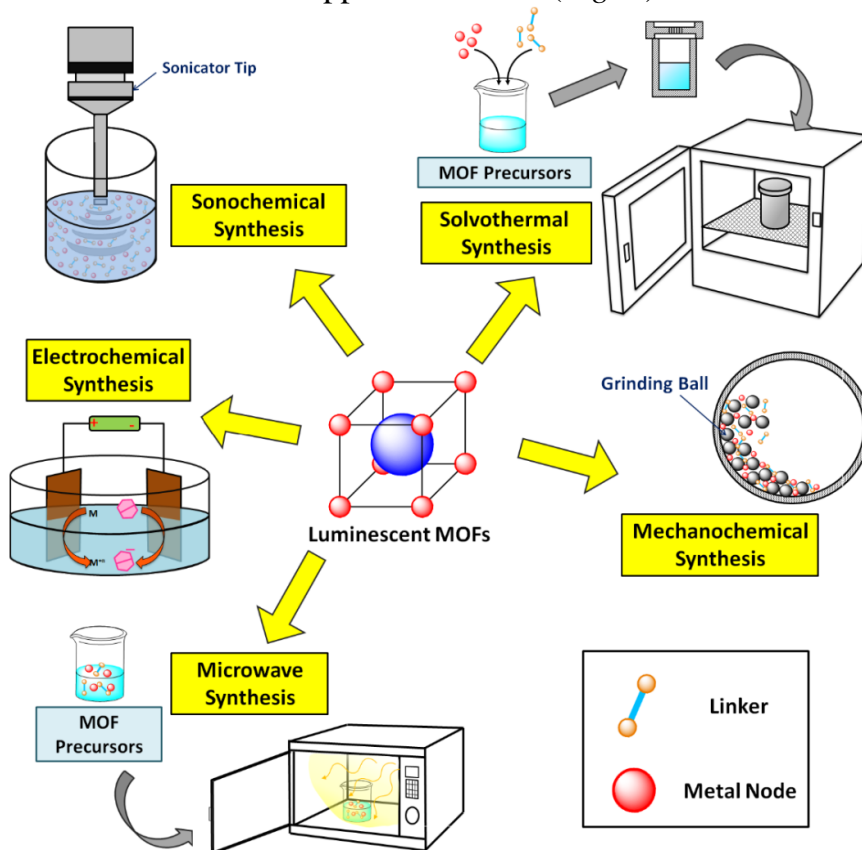 Sonicator Tip
MOF Precursors
Sonochemical
Synthesis
Solvothermal
Synthesis
Electrochemical
Synthesis
+ -
Grinding Ball
M
M⁺ⁿ
Luminescent MOFs
Mechanochemical
Synthesis
Microwave
Synthesis
MOF
Precursors
Linker
Metal Node